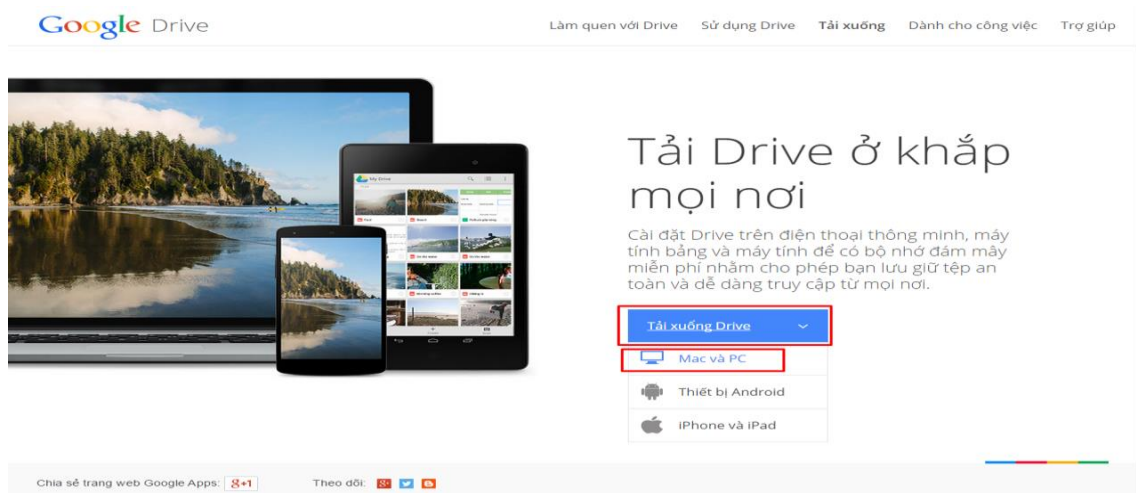 Google Drive
Làm quen với Drive Sử dụng Drive Tải xuống Dành cho công việc Trợ giúp
My Drive
Tải Drive ở khắp
mọi nơi
Cài đặt Drive trên điện thoại thông minh, máy
tính bảng và máy tính để có bộ nhớ đám mây
miễn phí nhằm cho phép bạn lưu giữ tệp an
toàn và dễ dàng truy cập từ mọi nơi.
Tải xuống Drive
Mac và PC
Thiết bị Android
iPhone và iPad
Chia sẻ trang web Google Apps: g+1 Theo dõi: